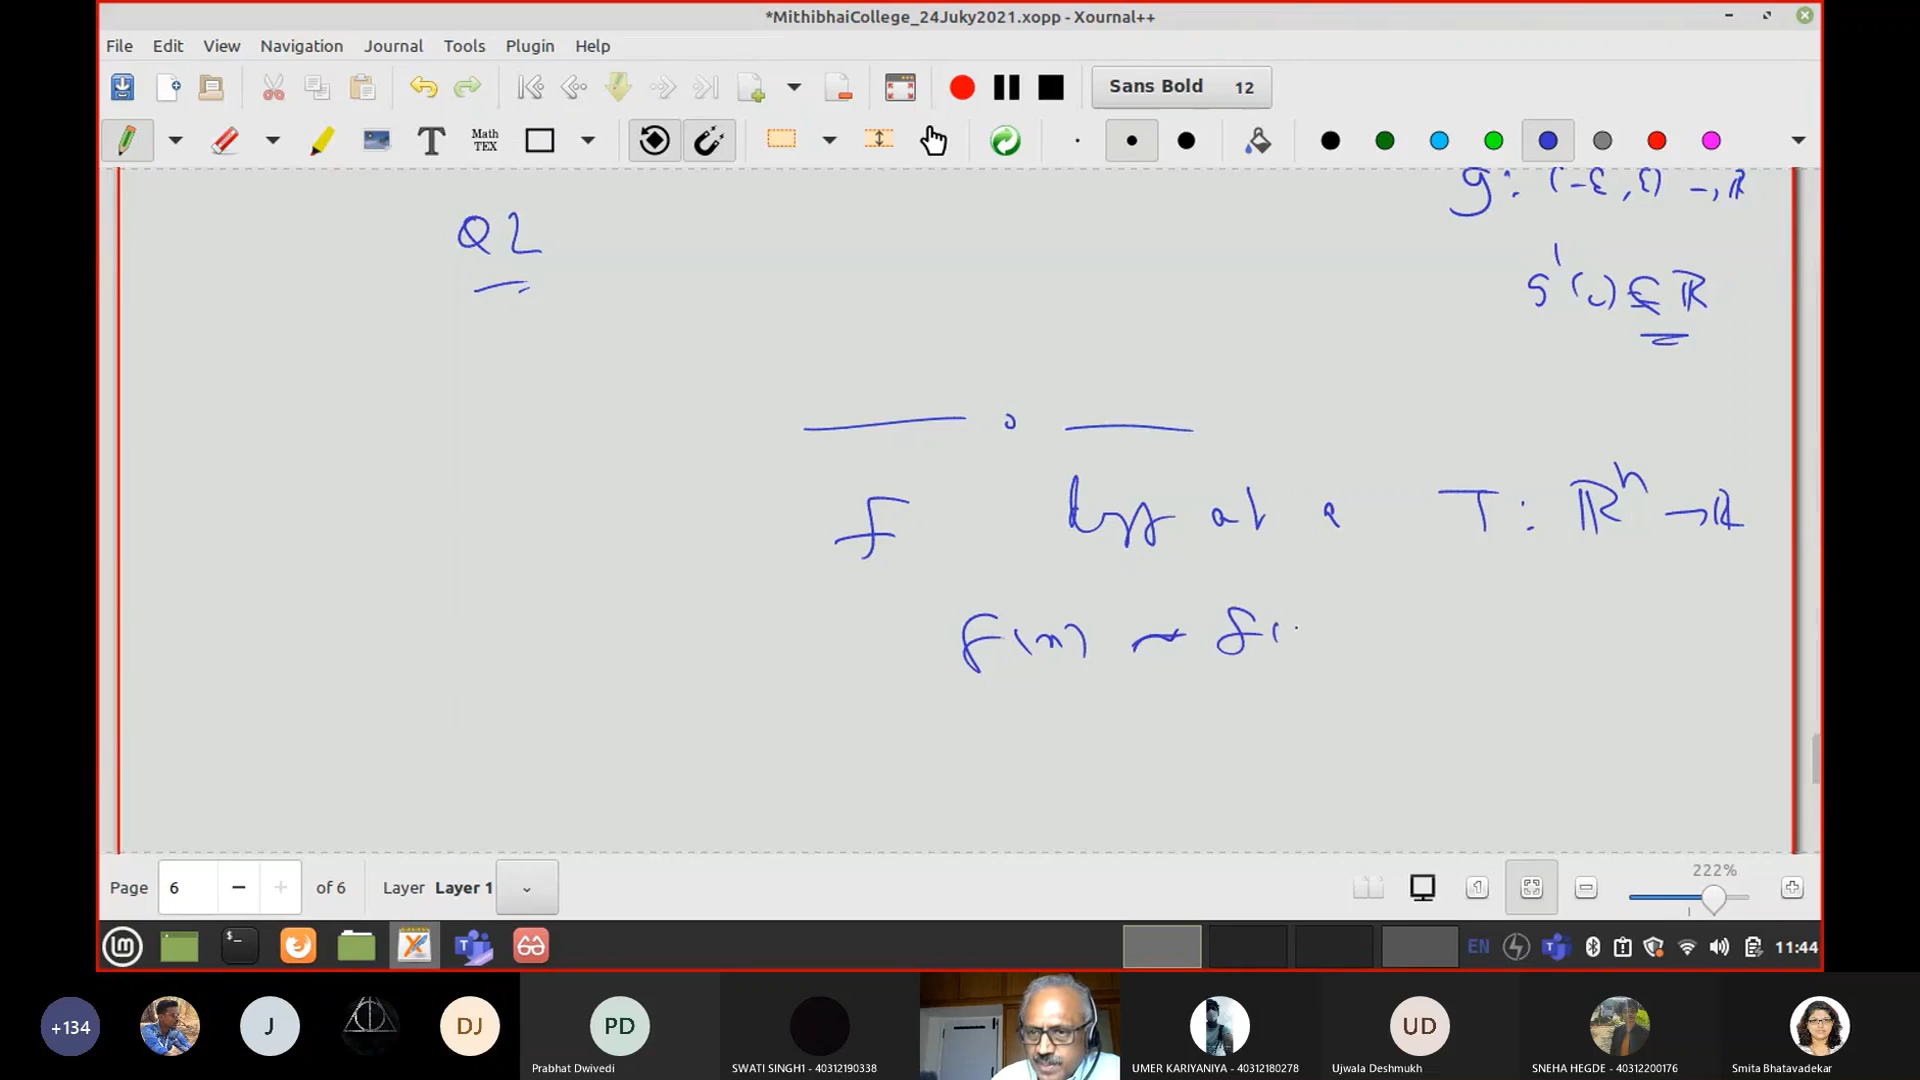 *MithibhaiCollege_24Juky2021.xopp - Xournal++
File Edit View Navigation Journal Tools Plugin Help
Sans Bold 12
Math TEX
g : (-ε, ε) → ℝ
Q2
g'(0) ∈ ℝ
f diff at a T : ℝⁿ → ℝ
f(x) ~ f(
222%
Page 6 of 6 Layer Layer 1
EN 11:44
+134 J DJ PD UD
Prabhat Dwivedi SWATI SINGH1 - 40312190338 UMER KARIYANIYA - 40312180278 Ujwala Deshmukh SNEHA HEGDE - 40312200176 Smita Bhatavadekar